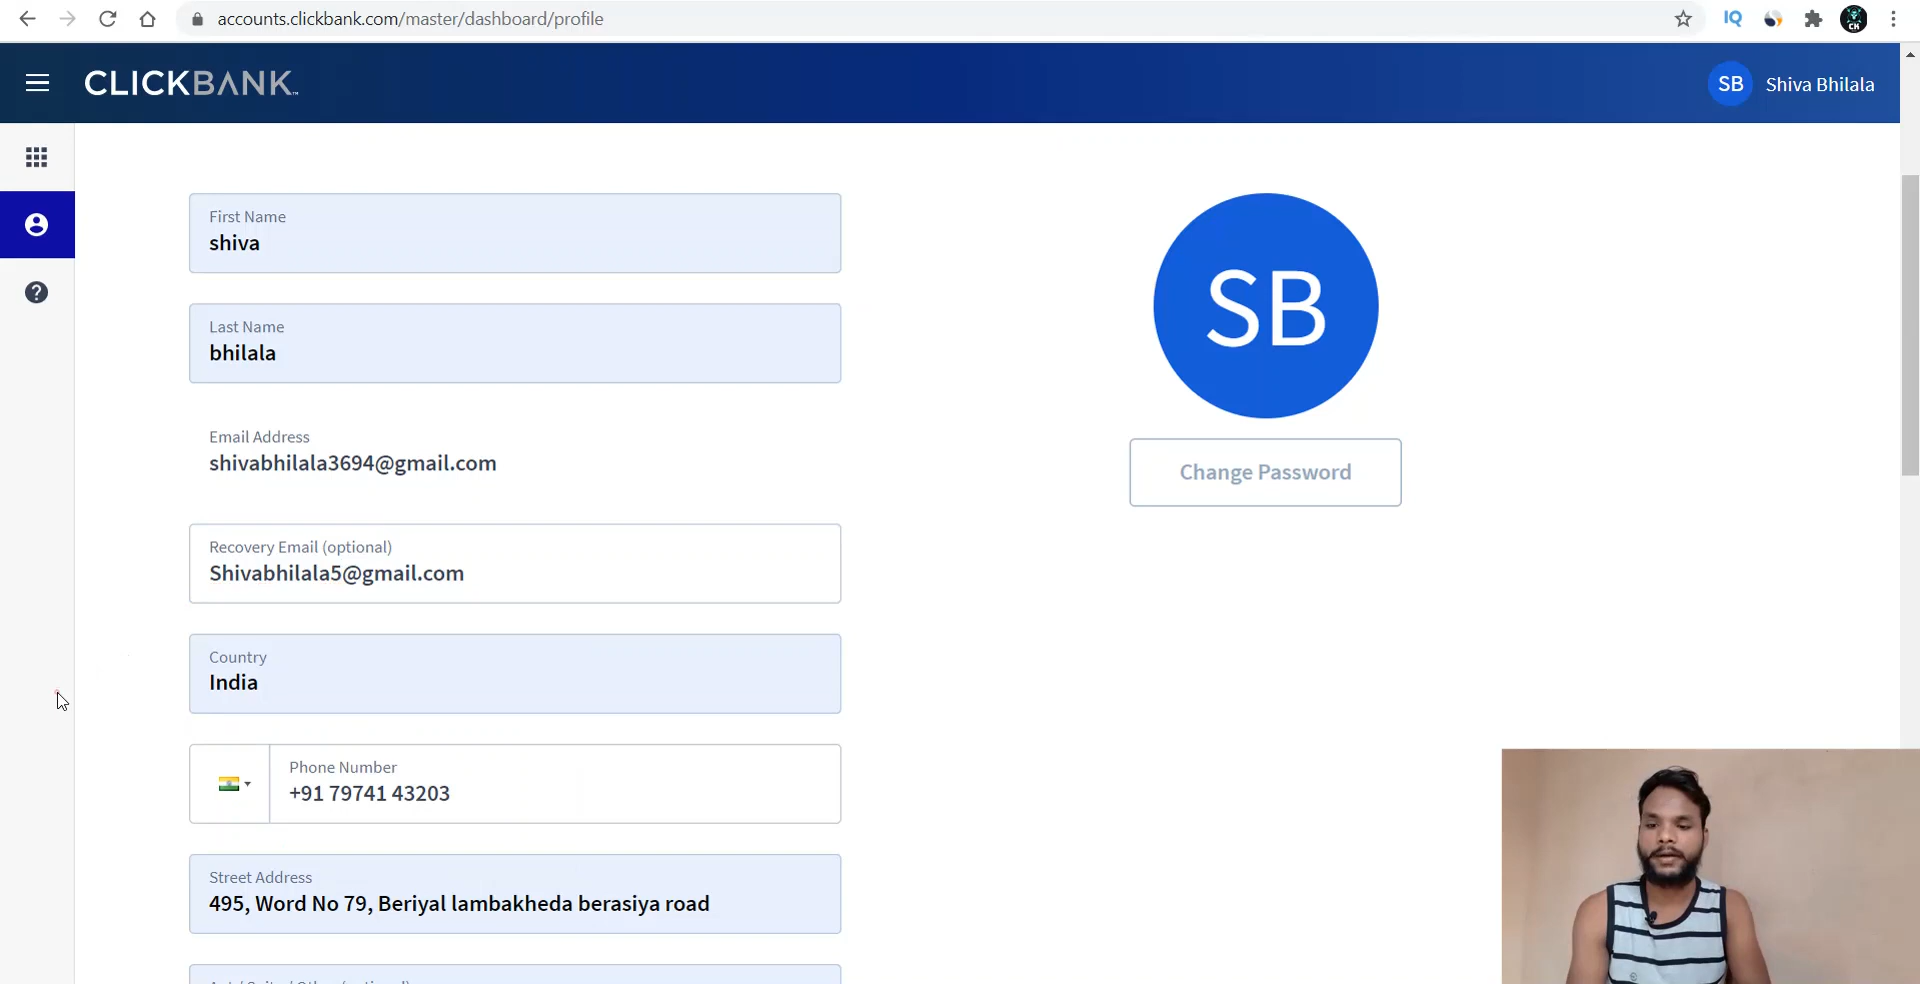 accounts.clickbank.com/master/dashboard/profile
IQ
CK
CLICKBANK
SB
Shiva Bhilala
First Name
shiva
Last Name
bhilala
SB
Email Address
shivabhilala3694@gmail.com
Change Password
Recovery Email (optional)
Shivabhilala5@gmail.com
Country
India
Phone Number
+91 79741 43203
Street Address
495, Word No 79, Beriyal lambakheda berasiya road